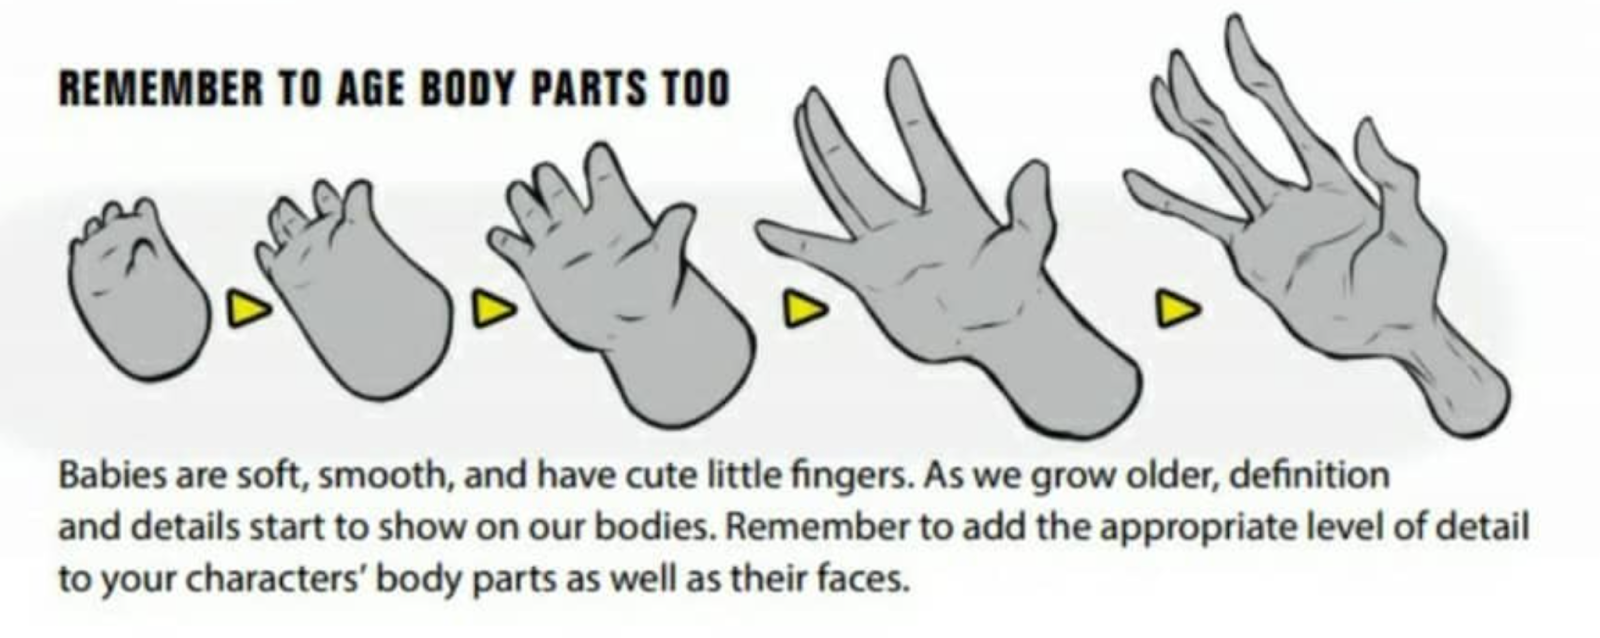 REMEMBER TO AGE BODY PARTS TOO
Babies are soft, smooth, and have cute little fingers. As we grow older, definition
and details start to show on our bodies. Remember to add the appropriate level of detail
to your characters’ body parts as well as their faces.